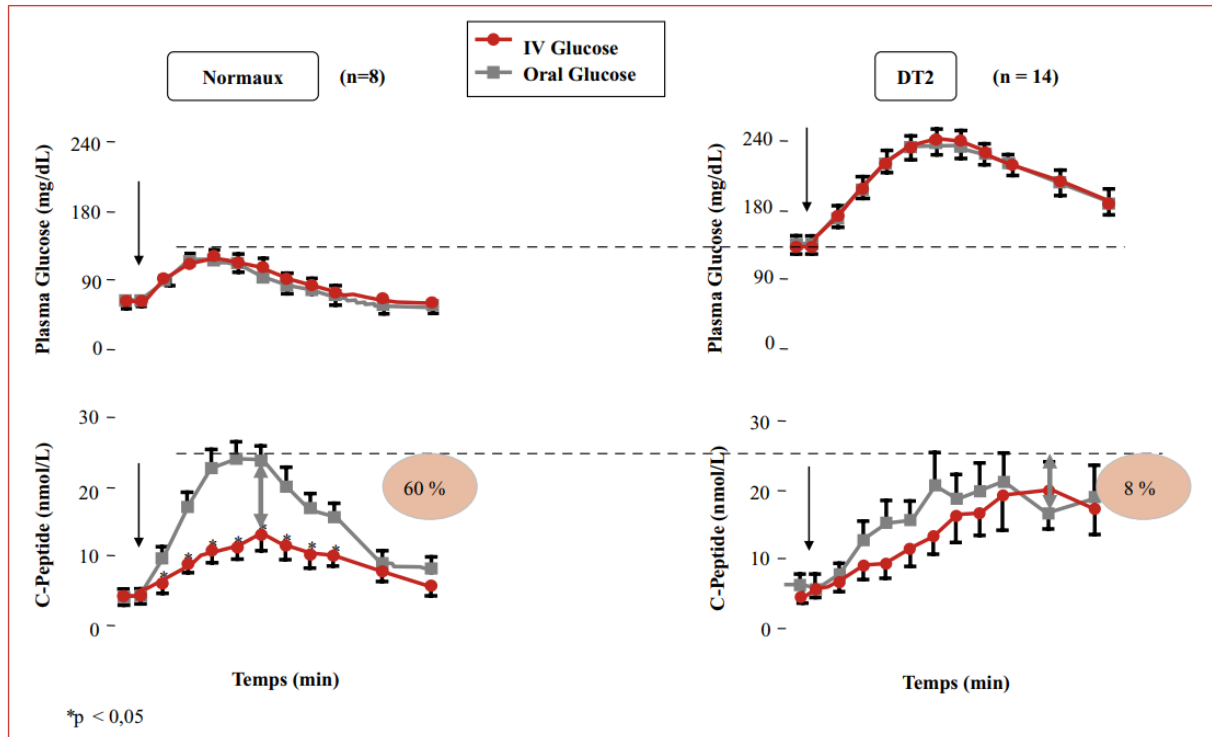 IV Glucose
Oral Glucose
Normaux
(n=8)
DT2
(n = 14)
Plasma Glucose (mg/dL)
240
180
90
0
Plasma Glucose (mg/dL)
240
180
90
0
C-Peptide (nmol/L)
30
20
10
0
60 %
* * * * * * * *
C-Peptide (nmol/L)
30
20
10
0
8 %
Temps (min)
Temps (min)
*p < 0,05